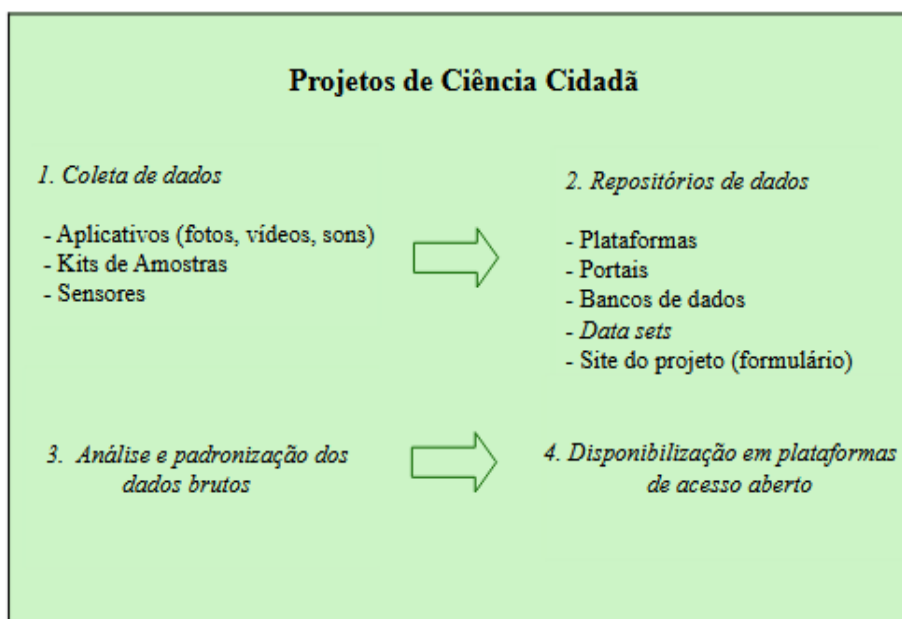 Projetos de Ciência Cidadã
1. Coleta de dados
- Aplicativos (fotos, vídeos, sons)
- Kits de Amostras
- Sensores
2. Repositórios de dados
- Plataformas
- Portais
- Bancos de dados
- Data sets
- Site do projeto (formulário)
3. Análise e padronização dos
dados brutos
4. Disponibilização em plataformas
de acesso aberto